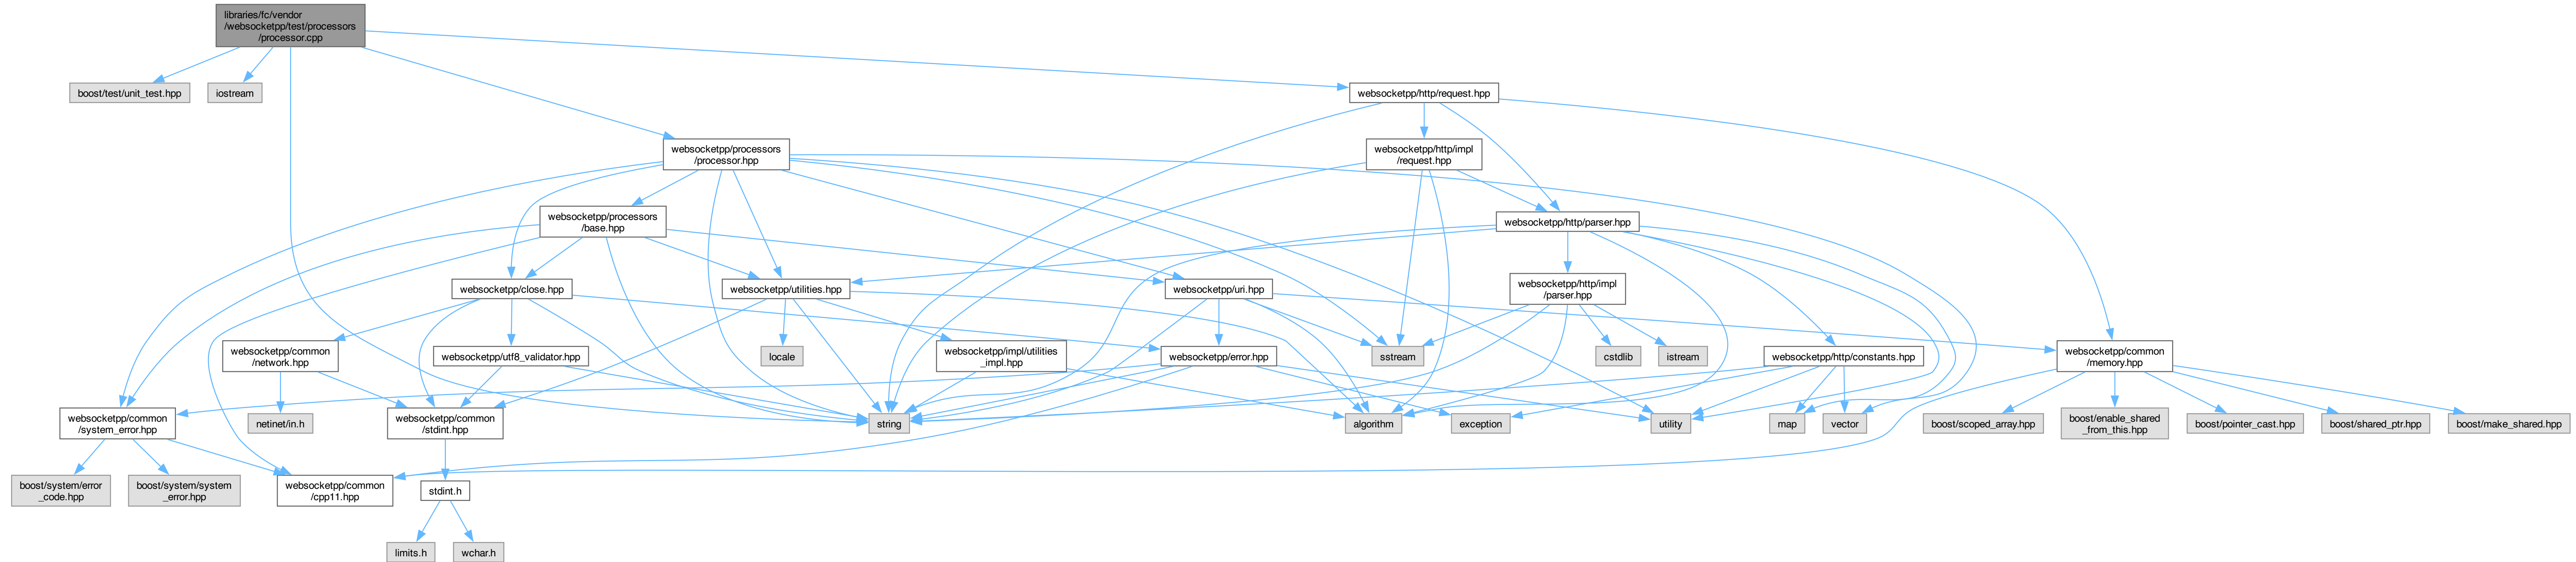 libraries/fc/vendor
/websocketpp/test/processors
/processor.cpp
boost/test/unit_test.hpp
iostream
websocketpp/http/request.hpp
websocketpp/processors
/processor.hpp
websocketpp/http/impl
/request.hpp
websocketpp/processors
/base.hpp
websocketpp/http/parser.hpp
websocketpp/close.hpp
websocketpp/utilities.hpp
websocketpp/uri.hpp
websocketpp/http/impl
/parser.hpp
websocketpp/common
/network.hpp
websocketpp/utf8_validator.hpp
locale
websocketpp/impl/utilities
_impl.hpp
websocketpp/error.hpp
sstream
cstdlib
istream
websocketpp/http/constants.hpp
websocketpp/common
/memory.hpp
websocketpp/common
/system_error.hpp
netinet/in.h
websocketpp/common
/stdint.hpp
string
algorithm
exception
utility
map
vector
boost/scoped_array.hpp
boost/enable_shared
_from_this.hpp
boost/pointer_cast.hpp
boost/shared_ptr.hpp
boost/make_shared.hpp
boost/system/error
_code.hpp
boost/system/system
_error.hpp
websocketpp/common
/cpp11.hpp
stdint.h
limits.h
wchar.h